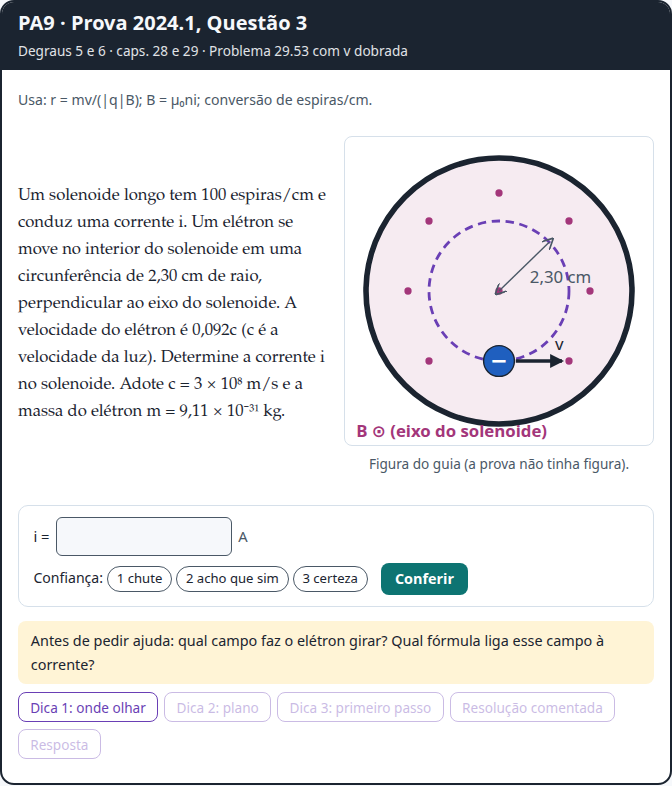 PA9 · Prova 2024.1, Questão 3
Degraus 5 e 6 · caps. 28 e 29 · Problema 29.53 com v dobrada
Usa: r = mv/(|q|B); B = μ₀ni; conversão de espiras/cm.
Um solenoide longo tem 100 espiras/cm e
conduz uma corrente i. Um elétron se
move no interior do solenoide em uma
circunferência de 2,30 cm de raio,
perpendicular ao eixo do solenoide. A
velocidade do elétron é 0,092c (c é a
velocidade da luz). Determine a corrente i
no solenoide. Adote c = 3 × 10⁸ m/s e a
massa do elétron m = 9,11 × 10⁻³¹ kg.
2,30 cm
v
−
B ⊙ (eixo do solenoide)
Figura do guia (a prova não tinha figura).
i = A
Confiança: 1 chute 2 acho que sim 3 certeza Conferir
Antes de pedir ajuda: qual campo faz o elétron girar? Qual fórmula liga esse campo à
corrente?
Dica 1: onde olhar Dica 2: plano Dica 3: primeiro passo Resolução comentada
Resposta